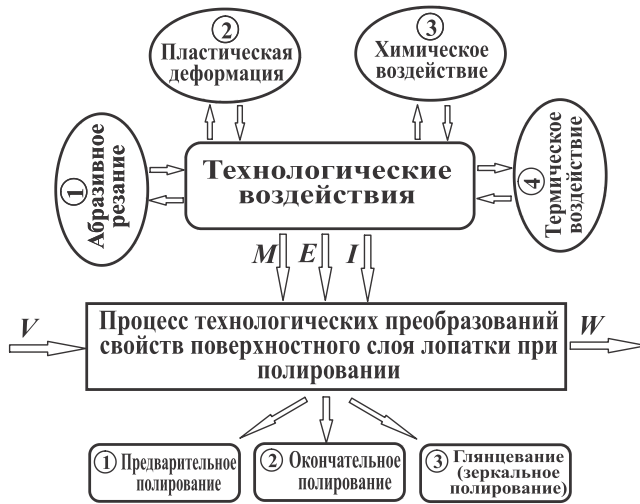 2
Пластическая
деформация
3
Химическое
воздействие
1
Абразивное
резание
Технологические
воздействия
4
Термическое
воздействие
M E I
V
Процесс технологических преобразований
свойств поверхностного слоя лопатки при
полировании
W
1 Предварительное
полирование
2 Окончательное
полирование
3 Глянцевание
(зеркальное
полирование)